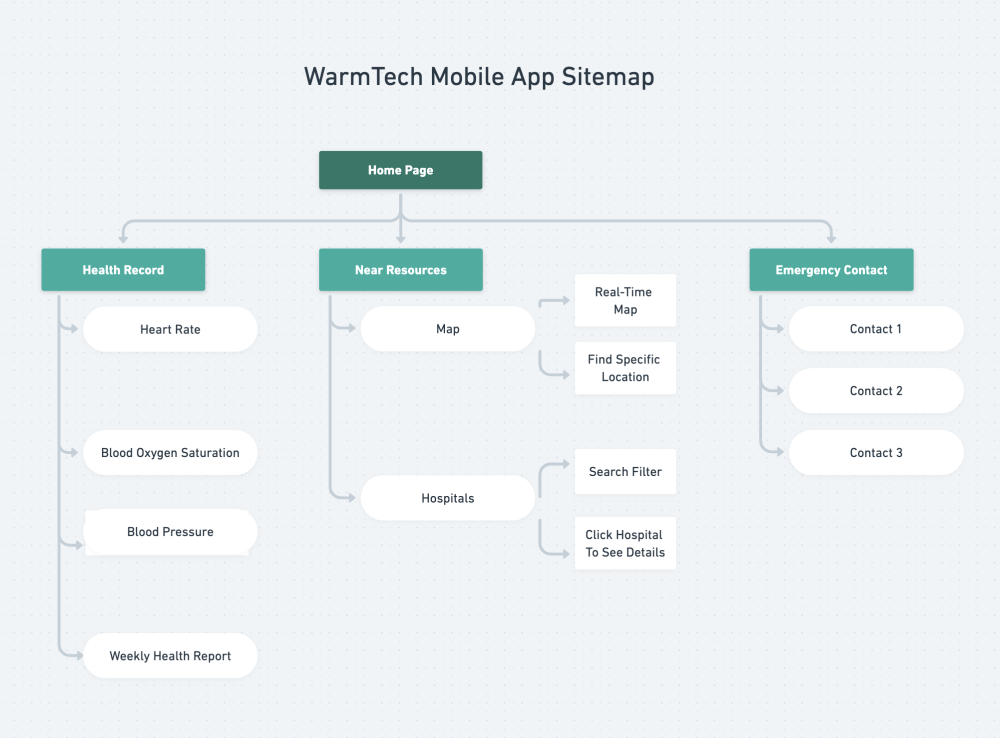 WarmTech Mobile App Sitemap
Home Page
Health Record
Heart Rate
Blood Oxygen Saturation
Blood Pressure
Weekly Health Report
Near Resources
Map
Real-Time
Map
Find Specific
Location
Hospitals
Search Filter
Click Hospital
To See Details
Emergency Contact
Contact 1
Contact 2
Contact 3